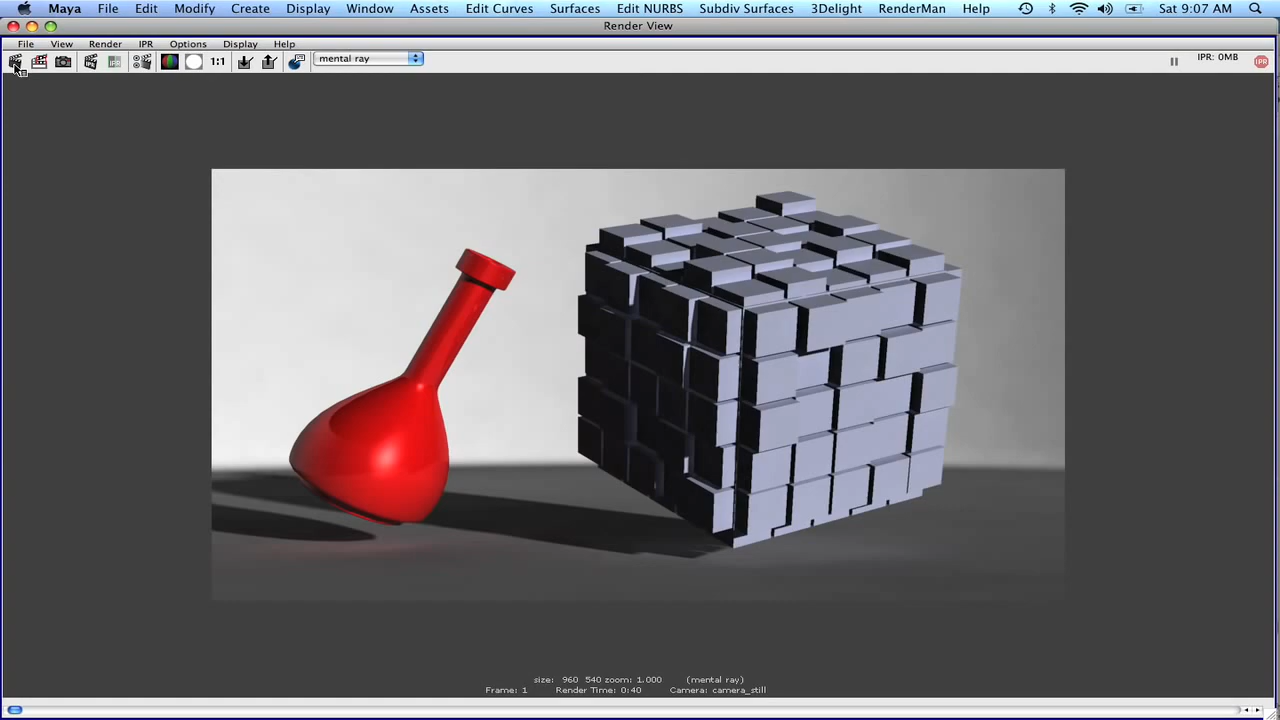 Maya File Edit Modify Create Display Window Assets Edit Curves Surfaces Edit NURBS Subdiv Surfaces 3Delight RenderMan Help Sat 9:07 AM
Render View
File View Render IPR Options Display Help
IPR 1:1 mental ray IPR: 0MB IPR
size: 960 540 zoom: 1.000 (mental ray)
Frame: 1 Render Time: 0:40 Camera: camera_still